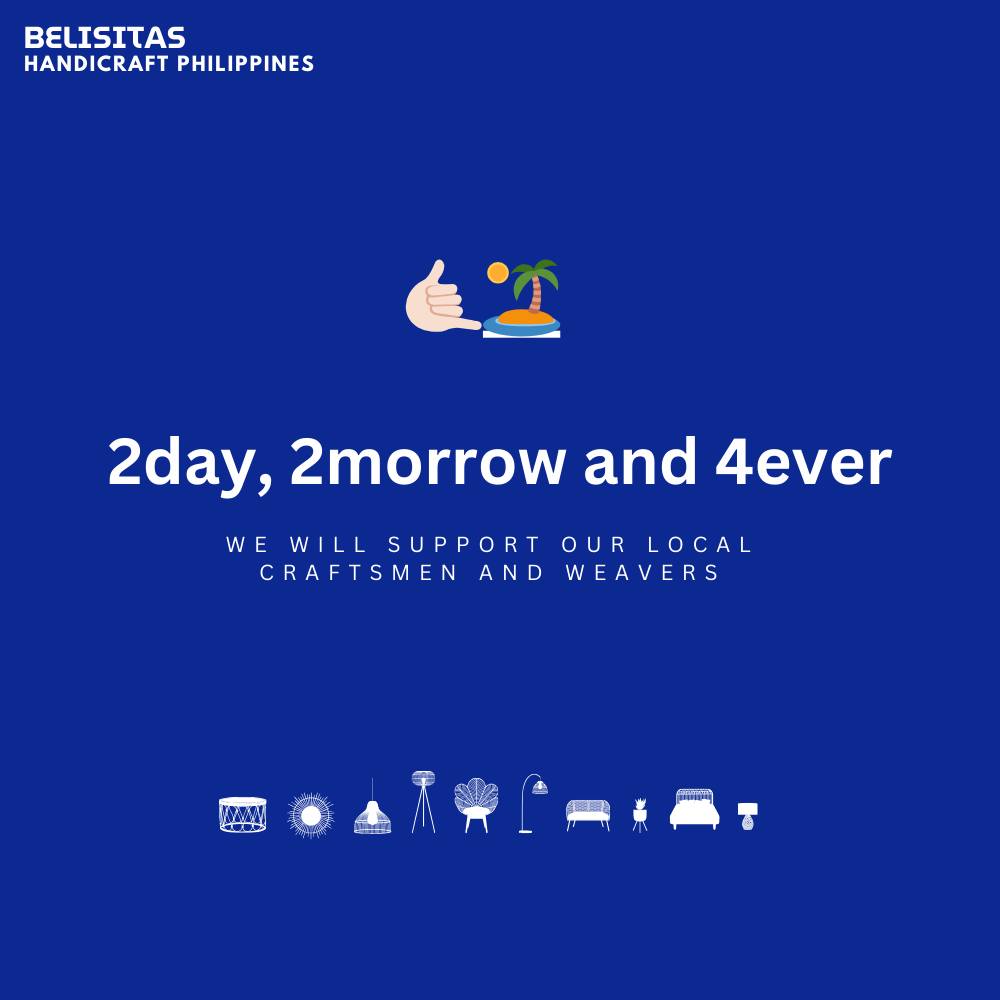 BELISITAS
HANDICRAFT PHILIPPINES
2day, 2morrow and 4ever
WE WILL SUPPORT OUR LOCAL
CRAFTSMEN AND WEAVERS